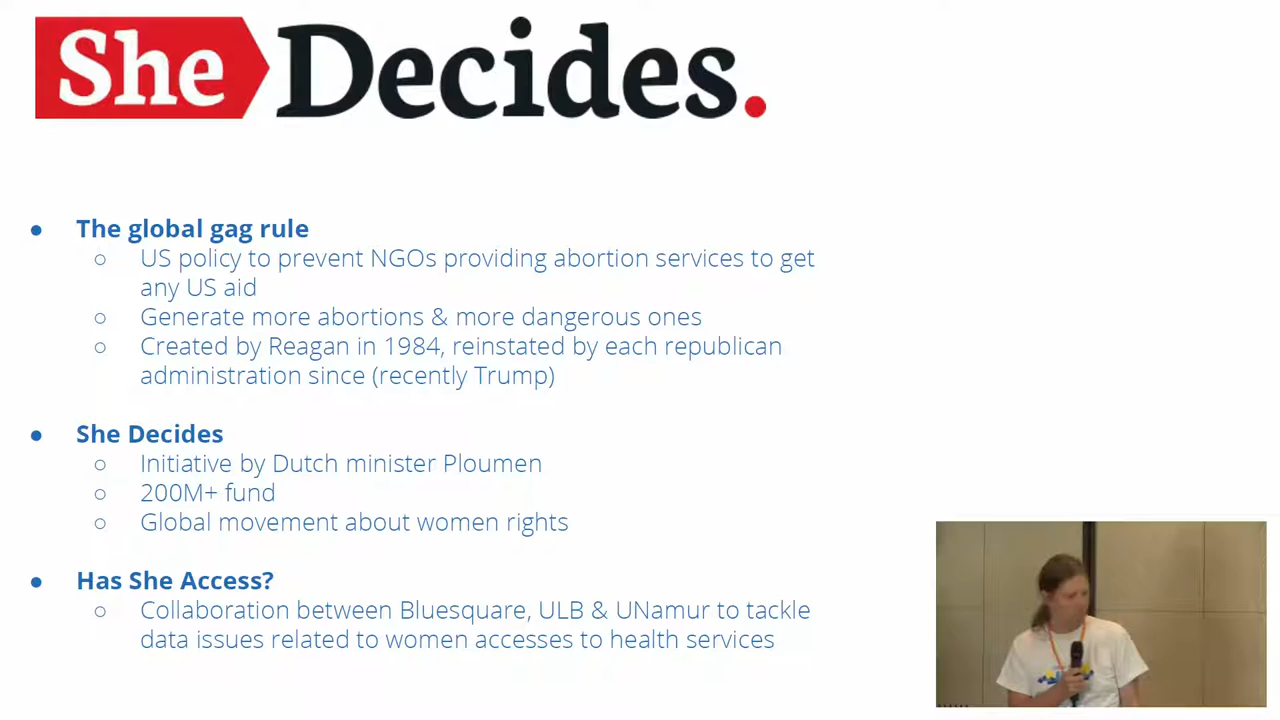 She Decides.
● The global gag rule
○ US policy to prevent NGOs providing abortion services to get
any US aid
○ Generate more abortions & more dangerous ones
○ Created by Reagan in 1984, reinstated by each republican
administration since (recently Trump)
● She Decides
○ Initiative by Dutch minister Ploumen
○ 200M+ fund
○ Global movement about women rights
● Has She Access?
○ Collaboration between Bluesquare, ULB & UNamur to tackle
data issues related to women accesses to health services